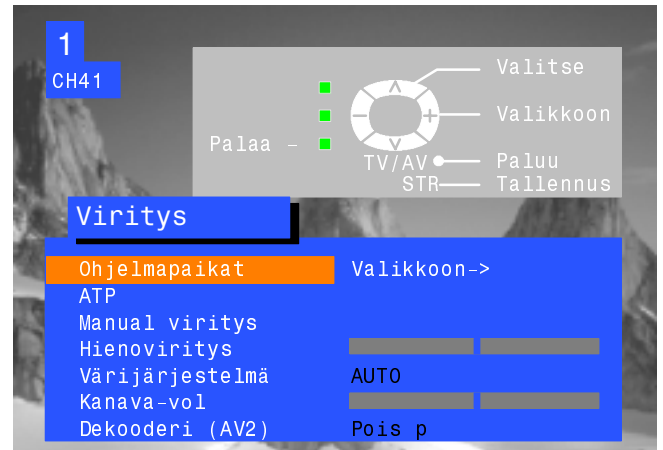 1
CH41
Valitse
Valikkoon
Palaa -
TV/AV Paluu
STR Tallennus
Viritys
Ohjelmapaikat Valikkoon->
ATP
Manual viritys
Hienoviritys
Värijärjestelmä AUTO
Kanava-vol
Dekooderi (AV2) Pois p